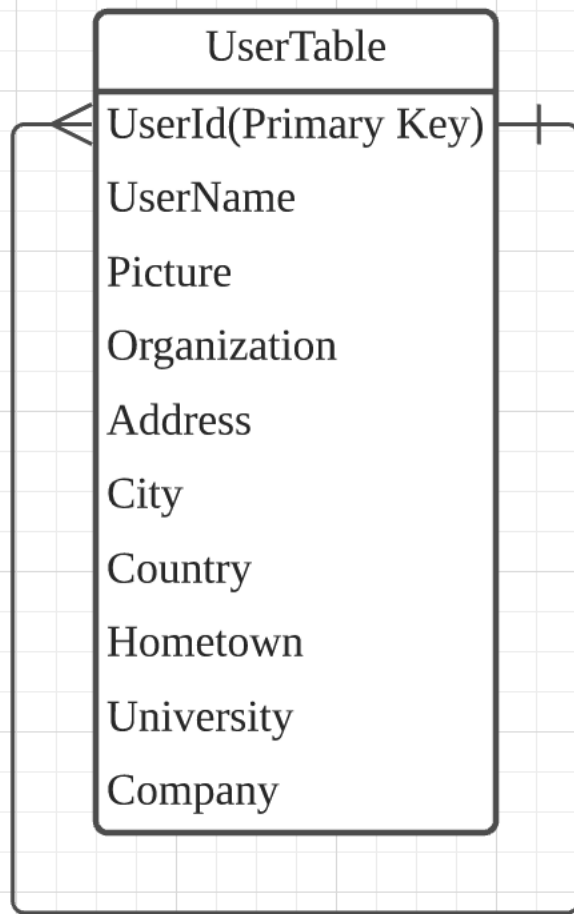 UserTable
UserId(Primary Key)
UserName
Picture
Organization
Address
City
Country
Hometown
University
Company